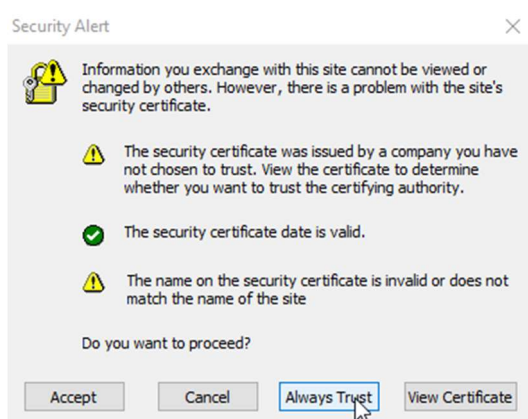 Security Alert
Information you exchange with this site cannot be viewed or
changed by others. However, there is a problem with the site's
security certificate.
The security certificate was issued by a company you have
not chosen to trust. View the certificate to determine
whether you want to trust the certifying authority.
The security certificate date is valid.
The name on the security certificate is invalid or does not
match the name of the site
Do you want to proceed?
Accept Cancel Always Trust View Certificate